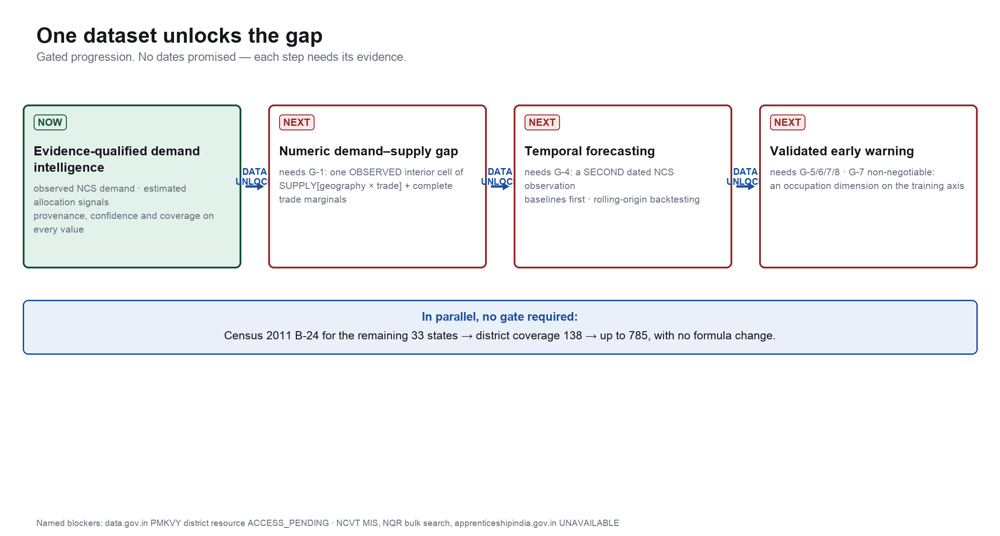 One dataset unlocks the gap
Gated progression. No dates promised — each step needs its evidence.
NOW
Evidence-qualified demand
intelligence
observed NCS demand · estimated
allocation signals
provenance, confidence and coverage on
every value
DATA
UNLOC
NEXT
Numeric demand–supply gap
needs G-1: one OBSERVED interior cell of
SUPPLY[geography × trade] + complete
trade marginals
DATA
UNLOC
NEXT
Temporal forecasting
needs G-4: a SECOND dated NCS
observation
baselines first · rolling-origin backtesting
DATA
UNLOC
NEXT
Validated early warning
needs G-5/6/7/8 · G-7 non-negotiable:
an occupation dimension on the training axis
In parallel, no gate required:
Census 2011 B-24 for the remaining 33 states → district coverage 138 → up to 785, with no formula change.
Named blockers: data.gov.in PMKVY district resource ACCESS_PENDING · NCVT MIS, NQR bulk search, apprenticeshipindia.gov.in UNAVAILABLE